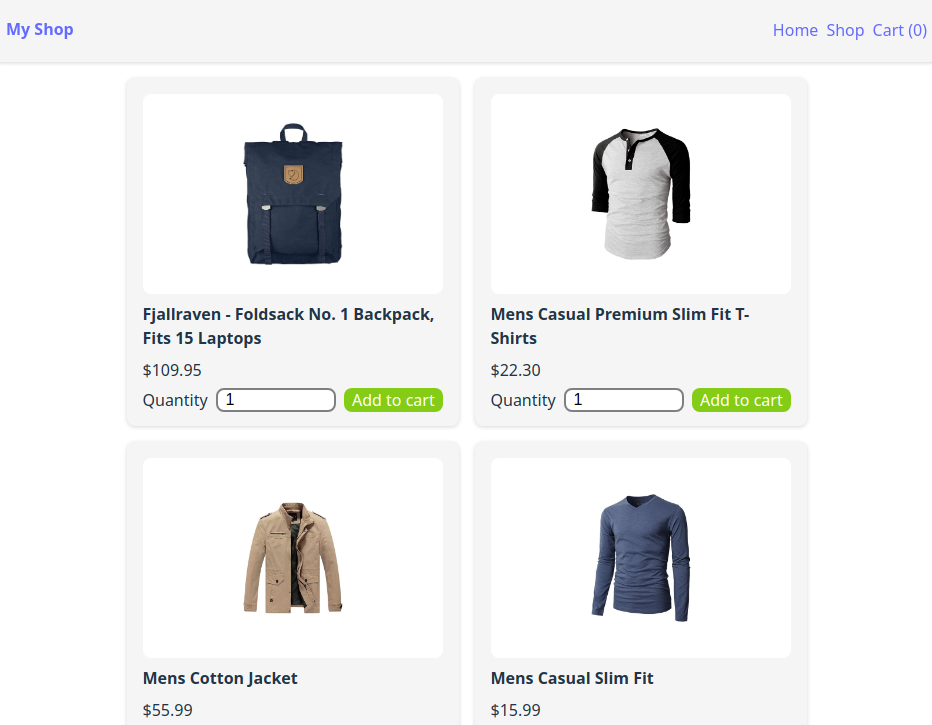 My Shop
Home Shop Cart (0)
Fjallraven - Foldsack No. 1 Backpack,
Fits 15 Laptops
$109.95
Quantity 1 Add to cart
Mens Casual Premium Slim Fit T-
Shirts
$22.30
Quantity 1 Add to cart
Mens Cotton Jacket
$55.99
Mens Casual Slim Fit
$15.99